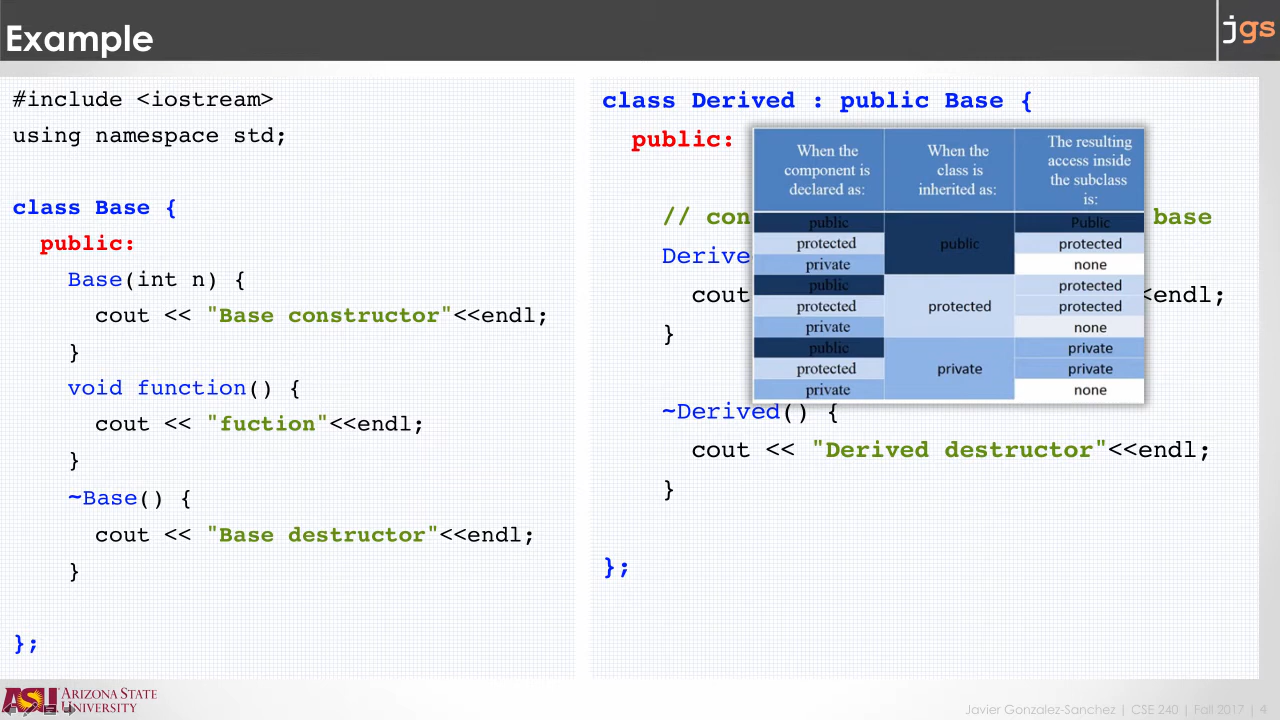 Example
jgs
#include <iostream>
using namespace std;
class Base {
public:
Base(int n) {
cout << "Base constructor"<<endl;
}
void function() {
cout << "fuction"<<endl;
}
~Base() {
cout << "Base destructor"<<endl;
}
};
class Derived : public Base {
public:
// con base
Derive
cout <endl;
}
~Derived() {
cout << "Derived destructor"<<endl;
}
};
When the component is declared as:
When the class is inherited as:
The resulting access inside the subclass is:
public public Public
protected protected
private none
public protected protected
protected protected
private none
public private private
protected private
private none
ASU ARIZONA STATE
UNIVERSITY
Javier Gonzalez-Sanchez | CSE 240 | Fall 2017 | 4